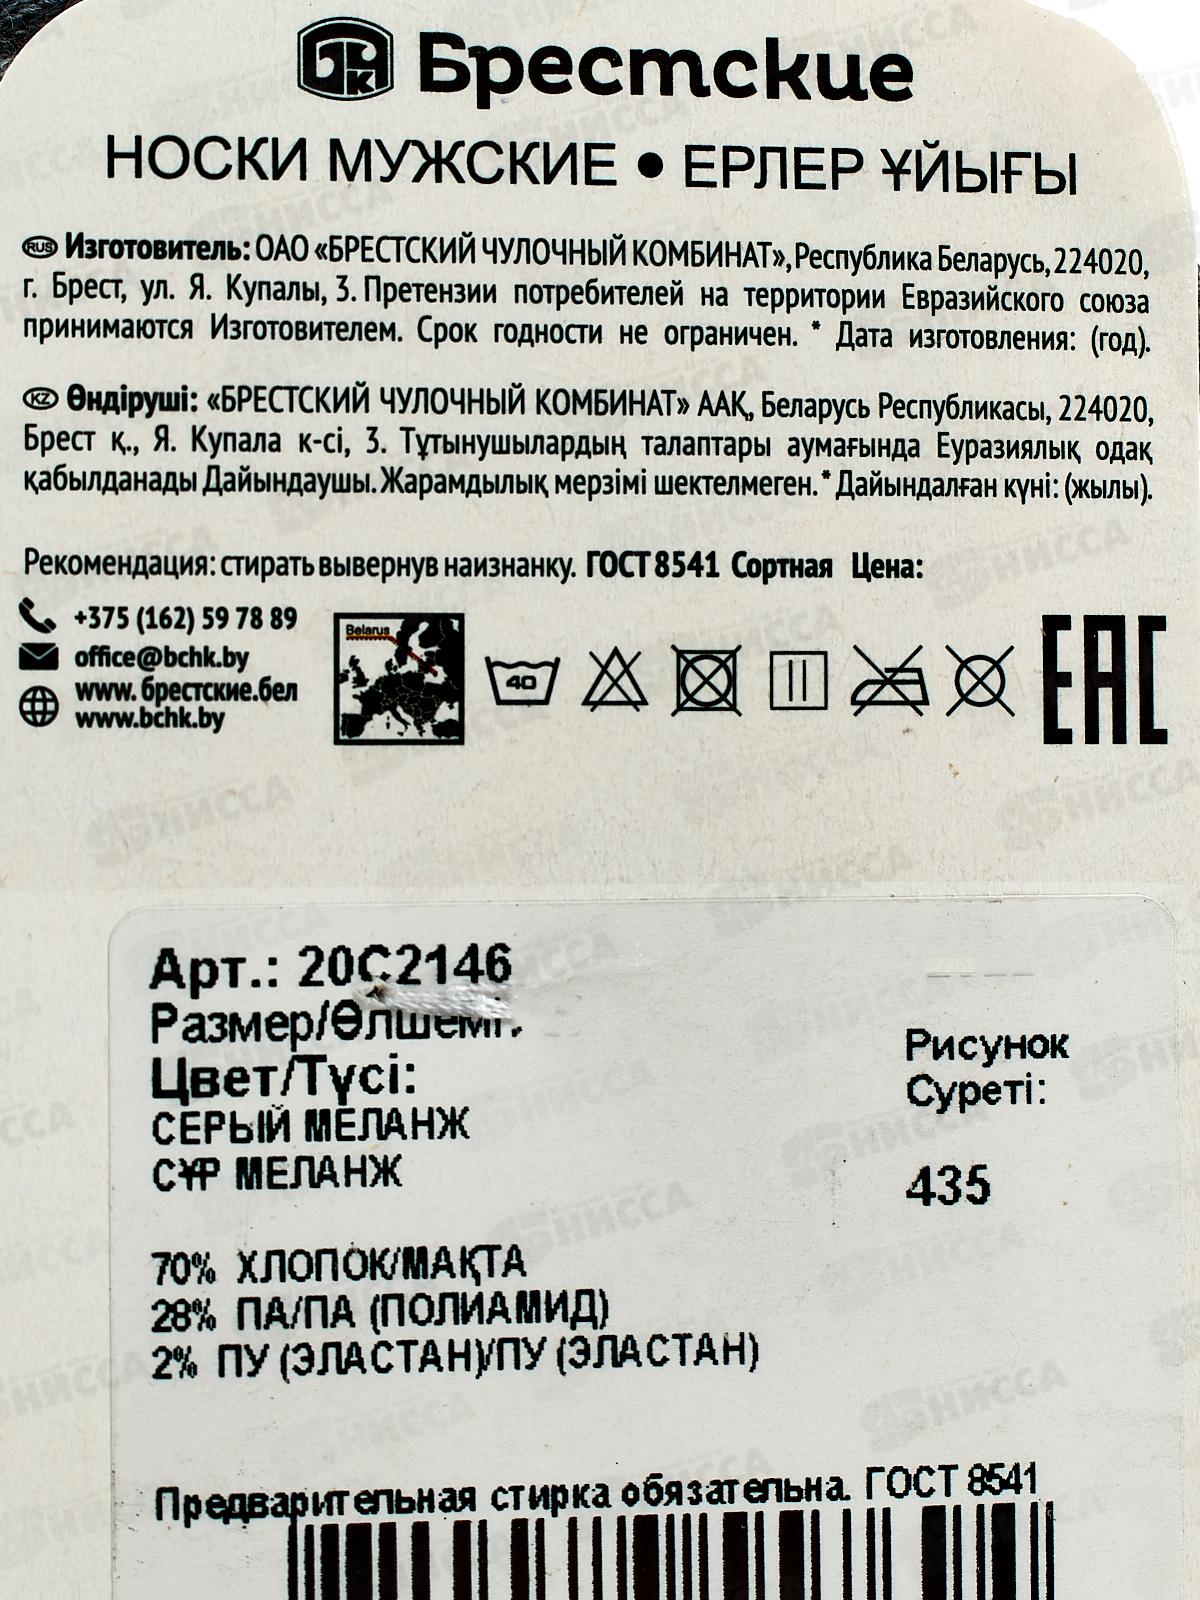 Брестские
НОСКИ МУЖСКИЕ • ЕРЛЕР ҰЙЫҒЫ
RUS Изготовитель: ОАО «БРЕСТСКИЙ ЧУЛОЧНЫЙ КОМБИНАТ», Республика Беларусь, 224020,
г. Брест, ул. Я. Купалы, 3. Претензии потребителей на территории Евразийского союза
принимаются Изготовителем. Срок годности не ограничен. * Дата изготовления: (год).
KZ Өндіруші: «БРЕСТСКИЙ ЧУЛОЧНЫЙ КОМБИНАТ» ААҚ, Беларусь Республикасы, 224020,
Брест қ., Я. Купала к-сі, 3. Тұтынушылардың талаптары аумағында Еуразиялық одақ
қабылданады Дайындаушы. Жарамдылық мерзімі шектелмеген. * Дайындалған күні: (жылы).
Рекомендация: стирать вывернув наизнанку. ГОСТ 8541 Сортная Цена:
+375 (162) 59 78 89
office@bchk.by
www. брестские.бел
www.bchk.by
Belarus
40
EAC
Арт.: 20С2146
Размер/Өлшемі:
Цвет/Түсі:
СЕРЫЙ МЕЛАНЖ
СҰР МЕЛАНЖ
Рисунок
Суреті:
435
70% ХЛОПОК/МАҚТА
28% ПА/ПА (ПОЛИАМИД)
2% ПУ (ЭЛАСТАН)/ПУ (ЭЛАСТАН)
Предварительная стирка обязательна. ГОСТ 8541
НИССА